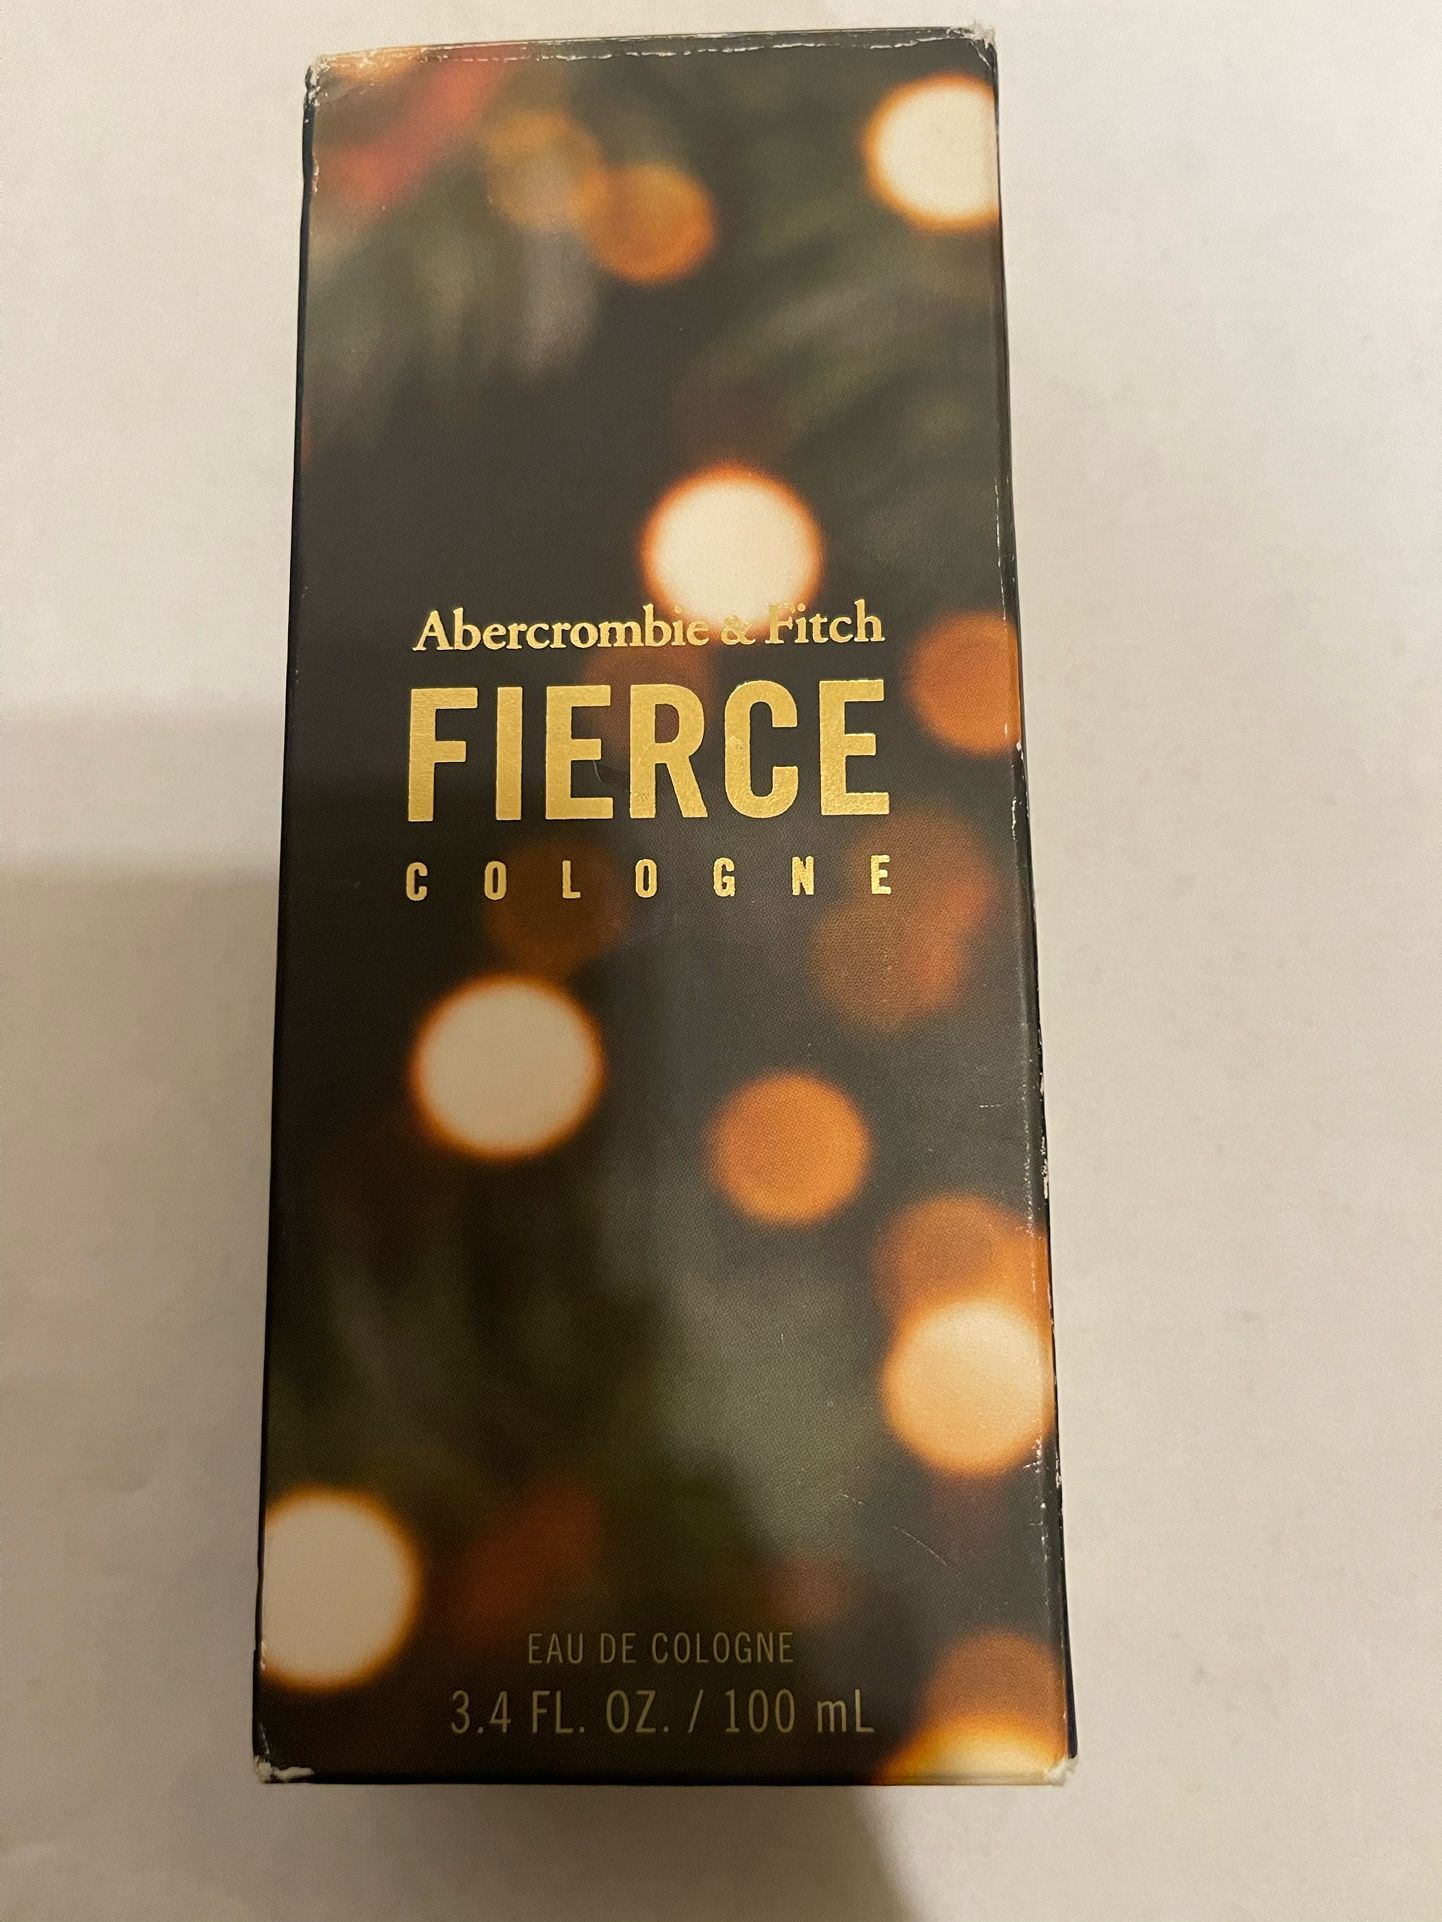 Abercrombie & Fitch
FIERCE
COLOGNE
EAU DE COLOGNE
3.4 FL. OZ. / 100 mL